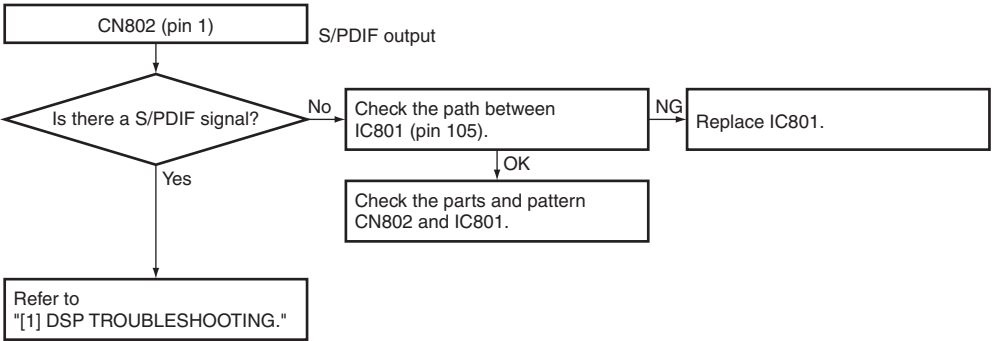 CN802 (pin 1)
S/PDIF output
Is there a S/PDIF signal?
No
Check the path between
IC801 (pin 105).
NG
Replace IC801.
OK
Check the parts and pattern
CN802 and IC801.
Yes
Refer to
"[1] DSP TROUBLESHOOTING."